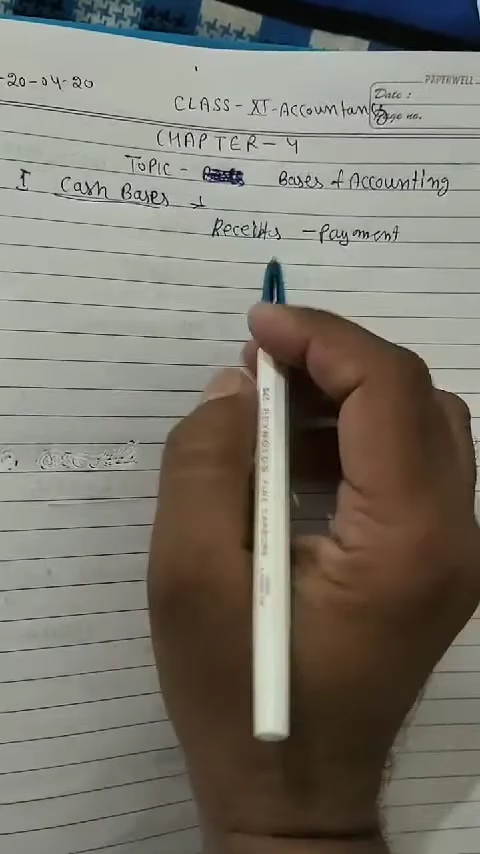 -20-04-20
PAPERWELL
Date :
Page no.
CLASS - XI - Accountancy
CHAPTER - 4
TOPIC - Bases of Accounting
I Cash Bases
Receipts - Payment
REYNOLDS